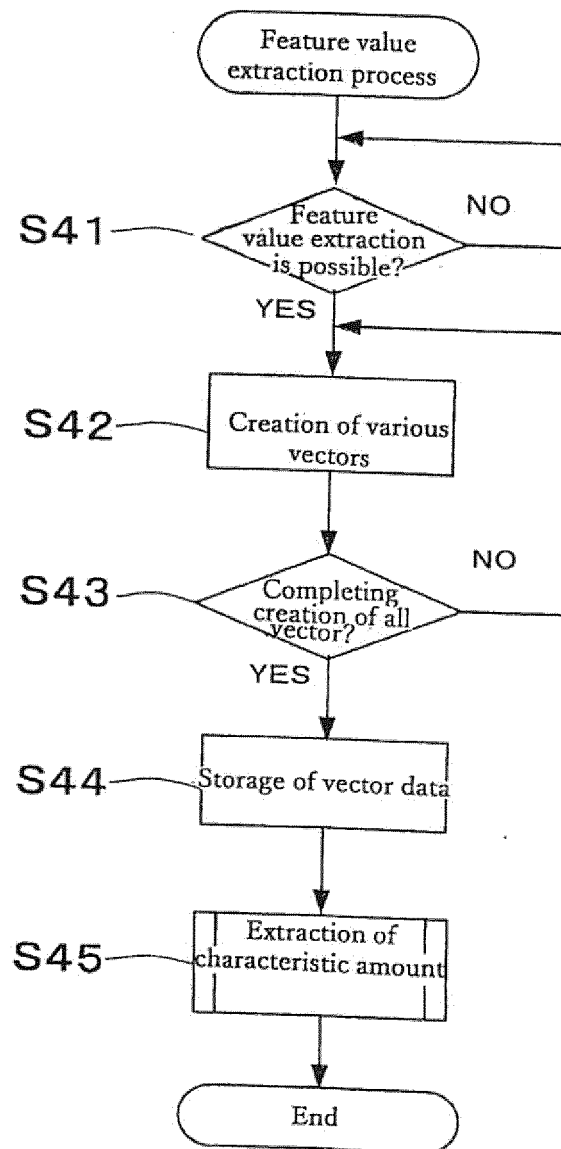 Feature value
extraction process
S41
Feature
value extraction
is possible?
NO
YES
S42
Creation of various
vectors
S43
Completing
creation of all
vector?
NO
YES
S44
Storage of vector data
S45
Extraction of
characteristic amount
End